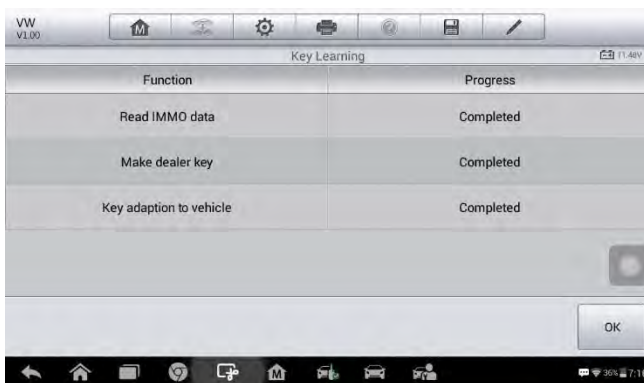 VW
V1.00
Key Learning
11.48V
Function Progress
Read IMMO data Completed
Make dealer key Completed
Key adaption to vehicle Completed
OK
36%